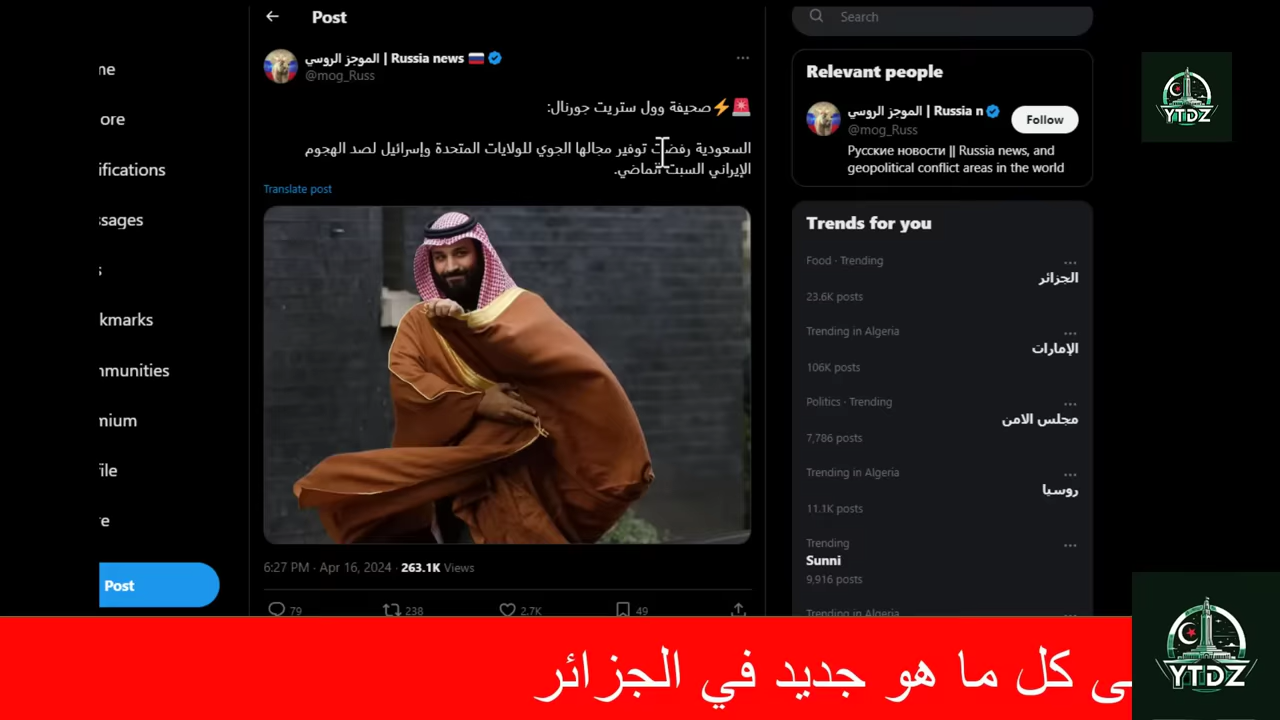 me
ore
ifications
ssages
s
kmarks
nmunities
mium
file
re
Post
Post
الموجز الروسي | Russia news
@mog_Russ
صحيفة وول ستريت جورنال:
السعودية رفضت توفير مجالها الجوي للولايات المتحدة وإسرائيل لصد الهجوم
الإيراني السبت الماضي.
Translate post
6:27 PM · Apr 16, 2024 · 263.1K Views
79 238 2.7K 49
Search
Relevant people
الموجز الروسي | Russia n
@mog_Russ
Follow
Русские новости || Russia news, and
geopolitical conflict areas in the world
Trends for you
Food · Trending
الجزائر
23.6K posts
Trending in Algeria
الإمارات
106K posts
Politics · Trending
مجلس الامن
7,786 posts
Trending in Algeria
روسيا
11.1K posts
Trending
Sunni
9,916 posts
Trending in Algeria
YTDZ
ى كل ما هو جديد في الجزائر
YTDZ